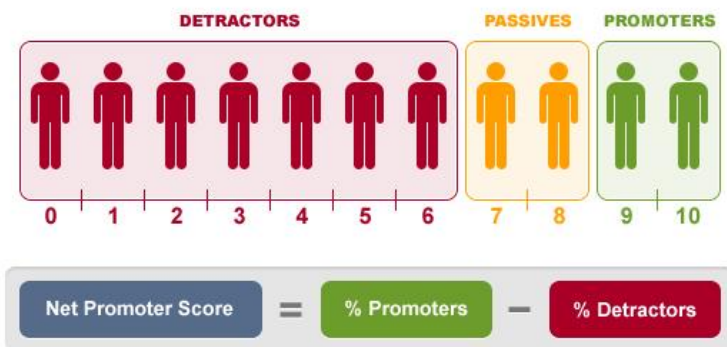 DETRACTORS PASSIVES PROMOTERS
0 1 2 3 4 5 6 7 8 9 10
Net Promoter Score = % Promoters − % Detractors